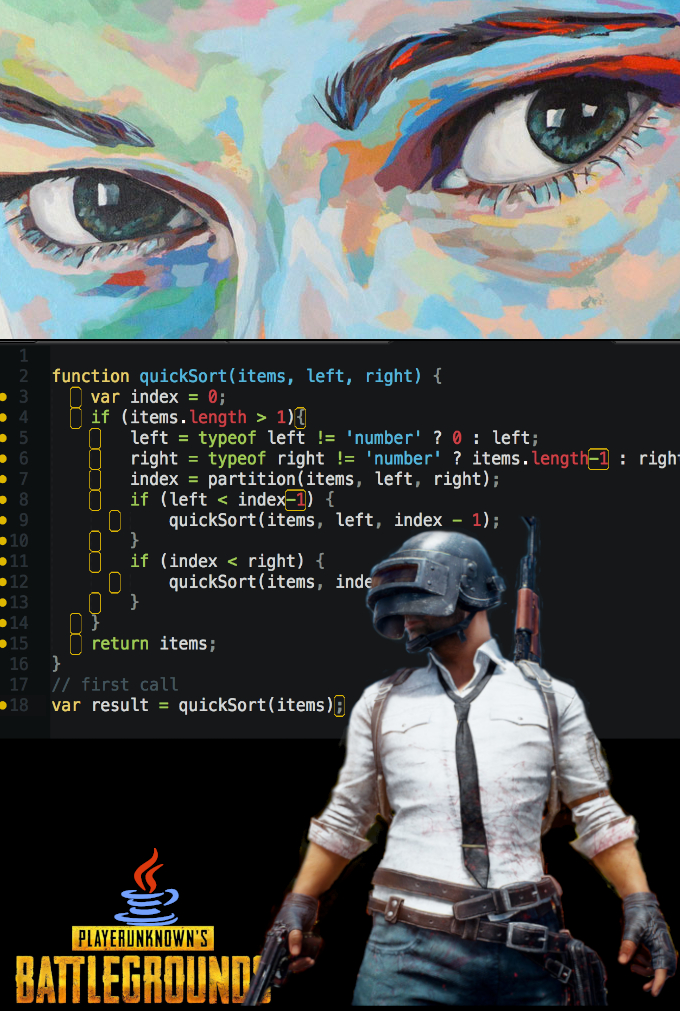 1
2 function quickSort(items, left, right) {
3 var index = 0;
4 if (items.length > 1){
5 left = typeof left != 'number' ? 0 : left;
6 right = typeof right != 'number' ? items.length-1 : right
7 index = partition(items, left, right);
8 if (left < index-1) {
9 quickSort(items, left, index - 1);
10 }
11 if (index < right) {
12 quickSort(items, inde
13 }
14 }
15 return items;
16 }
17 // first call
18 var result = quickSort(items);
PLAYERUNKNOWN'S
BATTLEGROUNDS